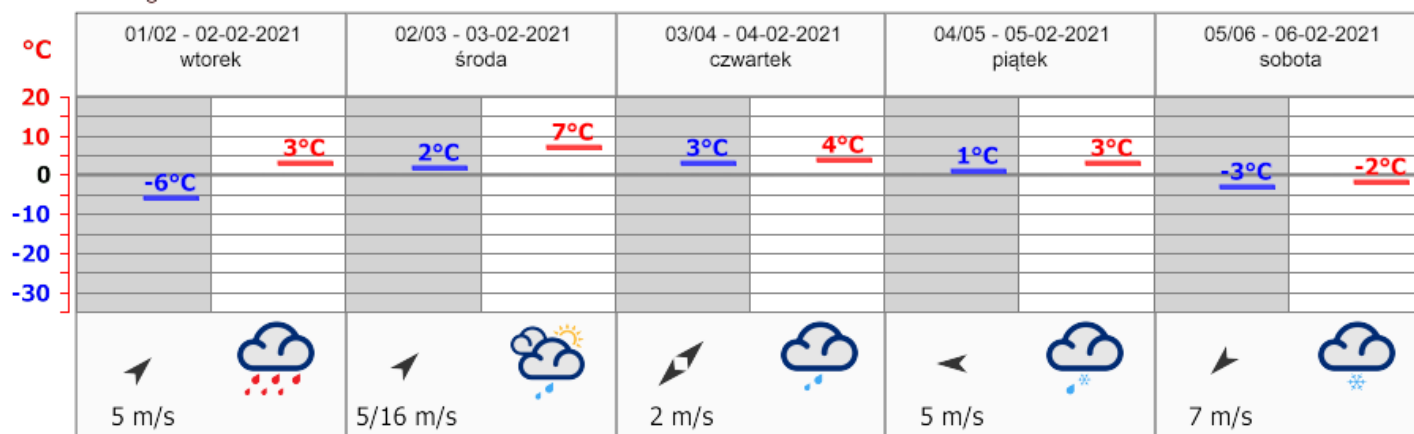 01/02 - 02-02-2021 02/03 - 03-02-2021 03/04 - 04-02-2021 04/05 - 05-02-2021 05/06 - 06-02-2021
°C
wtorek środa czwartek piątek sobota
20
10
0
-10
-20
-30
-6°C 3°C 2°C 7°C 3°C 4°C 1°C 3°C -3°C -2°C
5 m/s 5/16 m/s 2 m/s 5 m/s 7 m/s